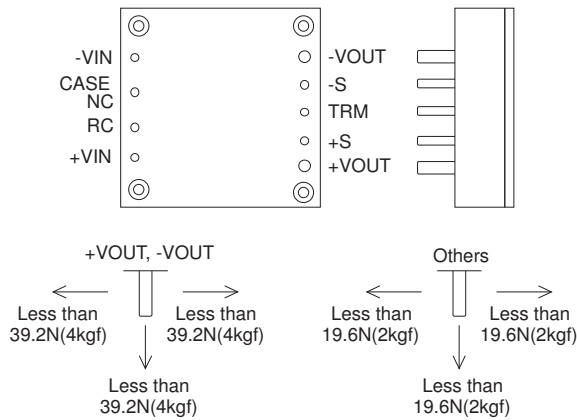 -VIN
CASE
NC
RC
+VIN
-VOUT
-S
TRM
+S
+VOUT
+VOUT, -VOUT
Less than
39.2N(4kgf)
Less than
39.2N(4kgf)
Less than
39.2N(4kgf)
Others
Less than
19.6N(2kgf)
Less than
19.6N(2kgf)
Less than
19.6N(2kgf)